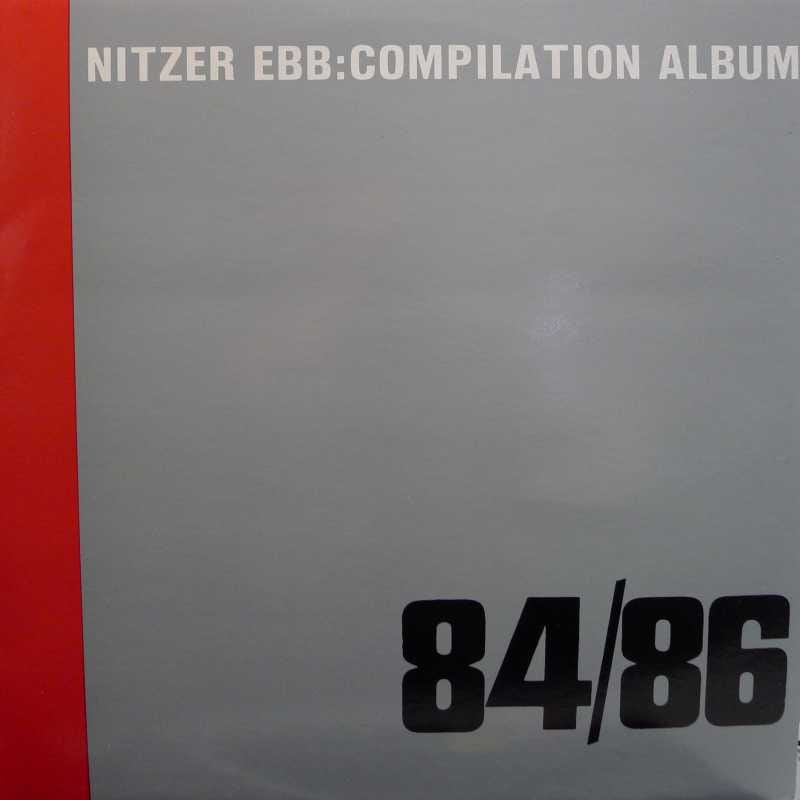 NITZER EBB:COMPILATION ALBUM
84/86